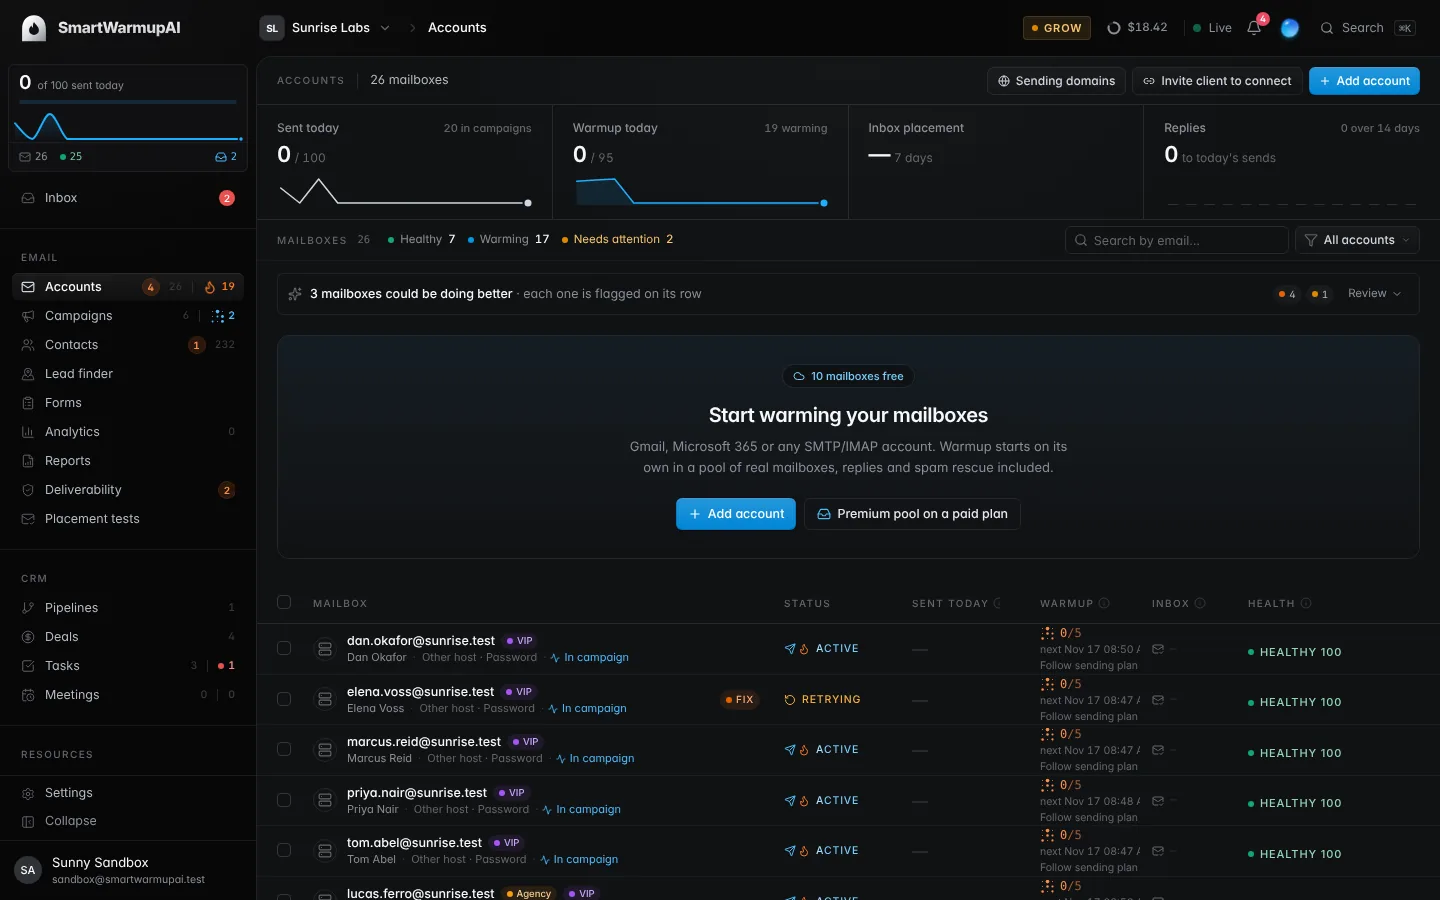 SmartWarmupAI
SL Sunrise Labs Accounts
GROW $18.42 Live 4 Search ⌘K
0 of 100 sent today
26 25 2
Inbox 2
EMAIL
Accounts 4 26 19
Campaigns 6 2
Contacts 1 232
Lead finder
Forms
Analytics 0
Reports
Deliverability 2
Placement tests
CRM
Pipelines 1
Deals 4
Tasks 3 1
Meetings 0 0
RESOURCES
Settings
Collapse
SA Sunny Sandbox
sandbox@smartwarmupai.test
ACCOUNTS 26 mailboxes
Sending domains Invite client to connect + Add account
Sent today 20 in campaigns
0 / 100
Warmup today 19 warming
0 / 95
Inbox placement
— 7 days
Replies 0 over 14 days
0 to today's sends
MAILBOXES 26 Healthy 7 Warming 17 Needs attention 2
Search by email... All accounts
3 mailboxes could be doing better · each one is flagged on its row 4 1 Review
10 mailboxes free
Start warming your mailboxes
Gmail, Microsoft 365 or any SMTP/IMAP account. Warmup starts on its
own in a pool of real mailboxes, replies and spam rescue included.
+ Add account Premium pool on a paid plan
MAILBOX STATUS SENT TODAY WARMUP INBOX HEALTH
dan.okafor@sunrise.test VIP
Dan Okafor · Other host · Password · In campaign
ACTIVE — 0/5
next Nov 17 08:50 –
Follow sending plan
HEALTHY 100
elena.voss@sunrise.test VIP
Elena Voss · Other host · Password · In campaign
FIX RETRYING — 0/5
next Nov 17 08:47 –
Follow sending plan
HEALTHY 100
marcus.reid@sunrise.test VIP
Marcus Reid · Other host · Password · In campaign
ACTIVE — 0/5
next Nov 17 08:47 –
Follow sending plan
HEALTHY 100
priya.nair@sunrise.test VIP
Priya Nair · Other host · Password · In campaign
ACTIVE — 0/5
next Nov 17 08:48 –
Follow sending plan
HEALTHY 100
tom.abel@sunrise.test VIP
Tom Abel · Other host · Password · In campaign
ACTIVE — 0/5
next Nov 17 08:47 –
Follow sending plan
HEALTHY 100
lucas.ferro@sunrise.test Agency VIP
0/5